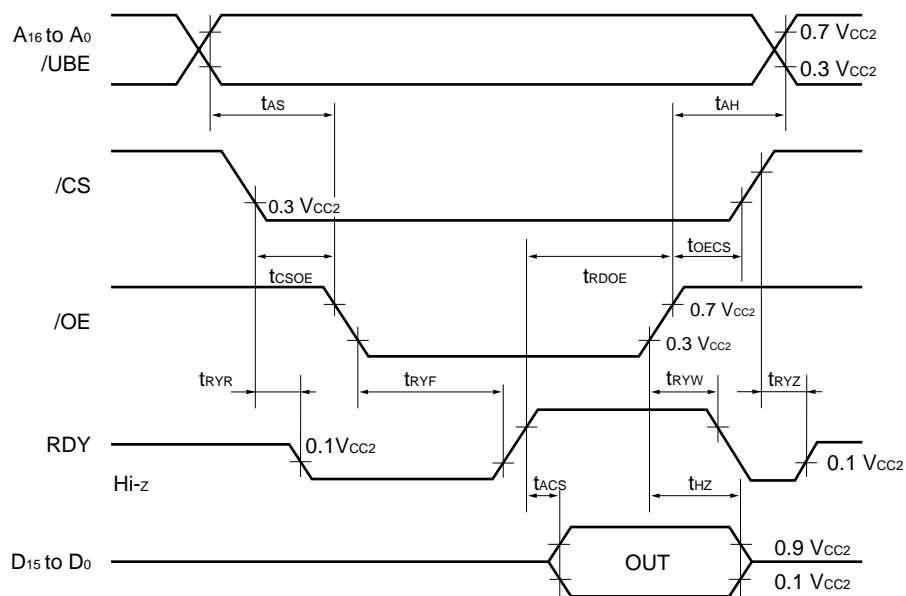 A16 to A0
/UBE
0.7 VCC2
0.3 VCC2
tAS
tAH
/CS
0.3 VCC2
tCSOE
tRDOE
tOECS
/OE
0.7 VCC2
0.3 VCC2
tRYR
tRYF
tRYW
tRYZ
RDY
0.1VCC2
0.1 VCC2
Hi-Z
tACS
tHZ
D15 to D0
OUT
0.9 VCC2
0.1 VCC2